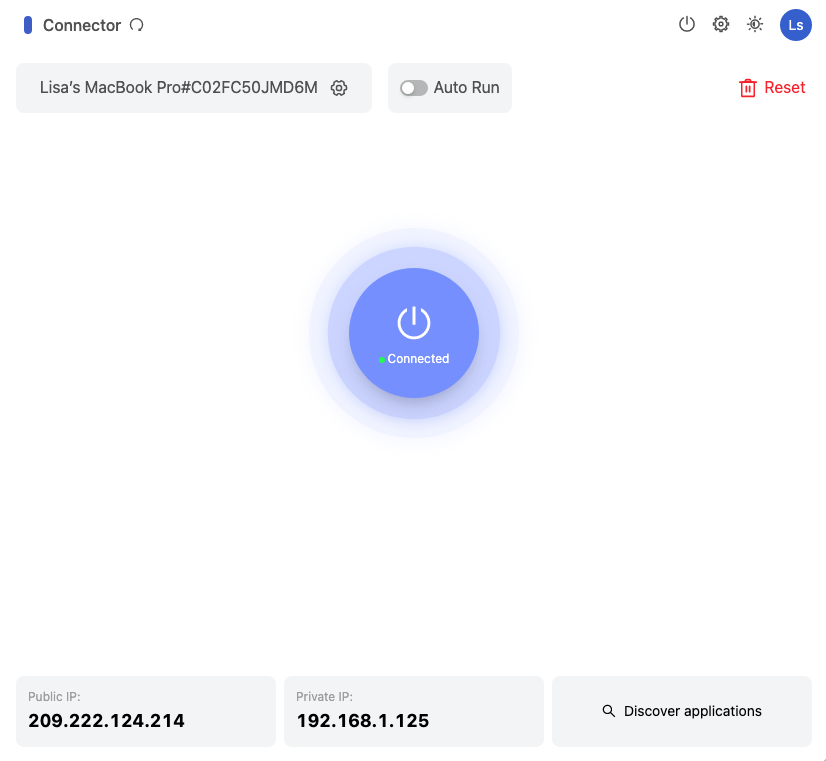 Connector
Ls
Lisa’s MacBook Pro#C02FC50JMD6M
Auto Run
Reset
Connected
Public IP:
209.222.124.214
Private IP:
192.168.1.125
Discover applications